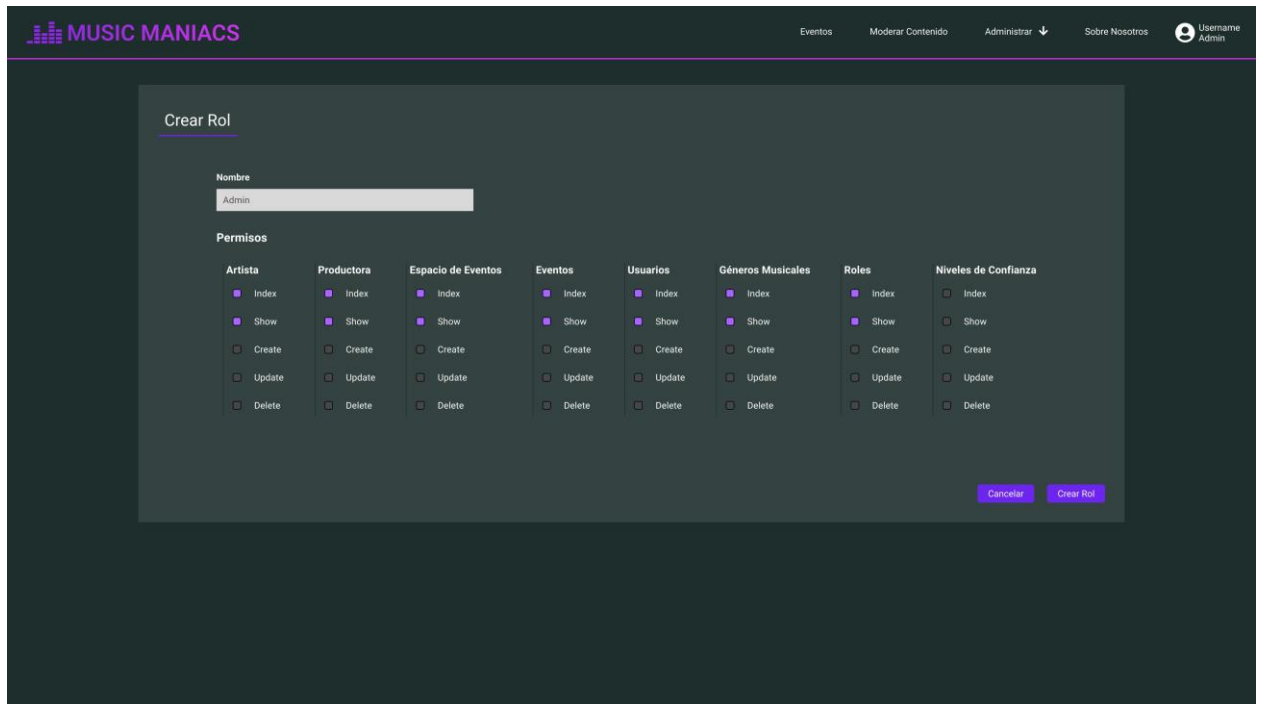 MUSIC MANIACS
Eventos Moderar Contenido Administrar Sobre Nosotros Username
Admin
Crear Rol
Nombre
Admin
Permisos
Artista Productora Espacio de Eventos Eventos Usuarios Géneros Musicales Roles Niveles de Confianza
Index Index Index Index Index Index Index Index
Show Show Show Show Show Show Show Show
Create Create Create Create Create Create Create Create
Update Update Update Update Update Update Update Update
Delete Delete Delete Delete Delete Delete Delete Delete
Cancelar Crear Rol